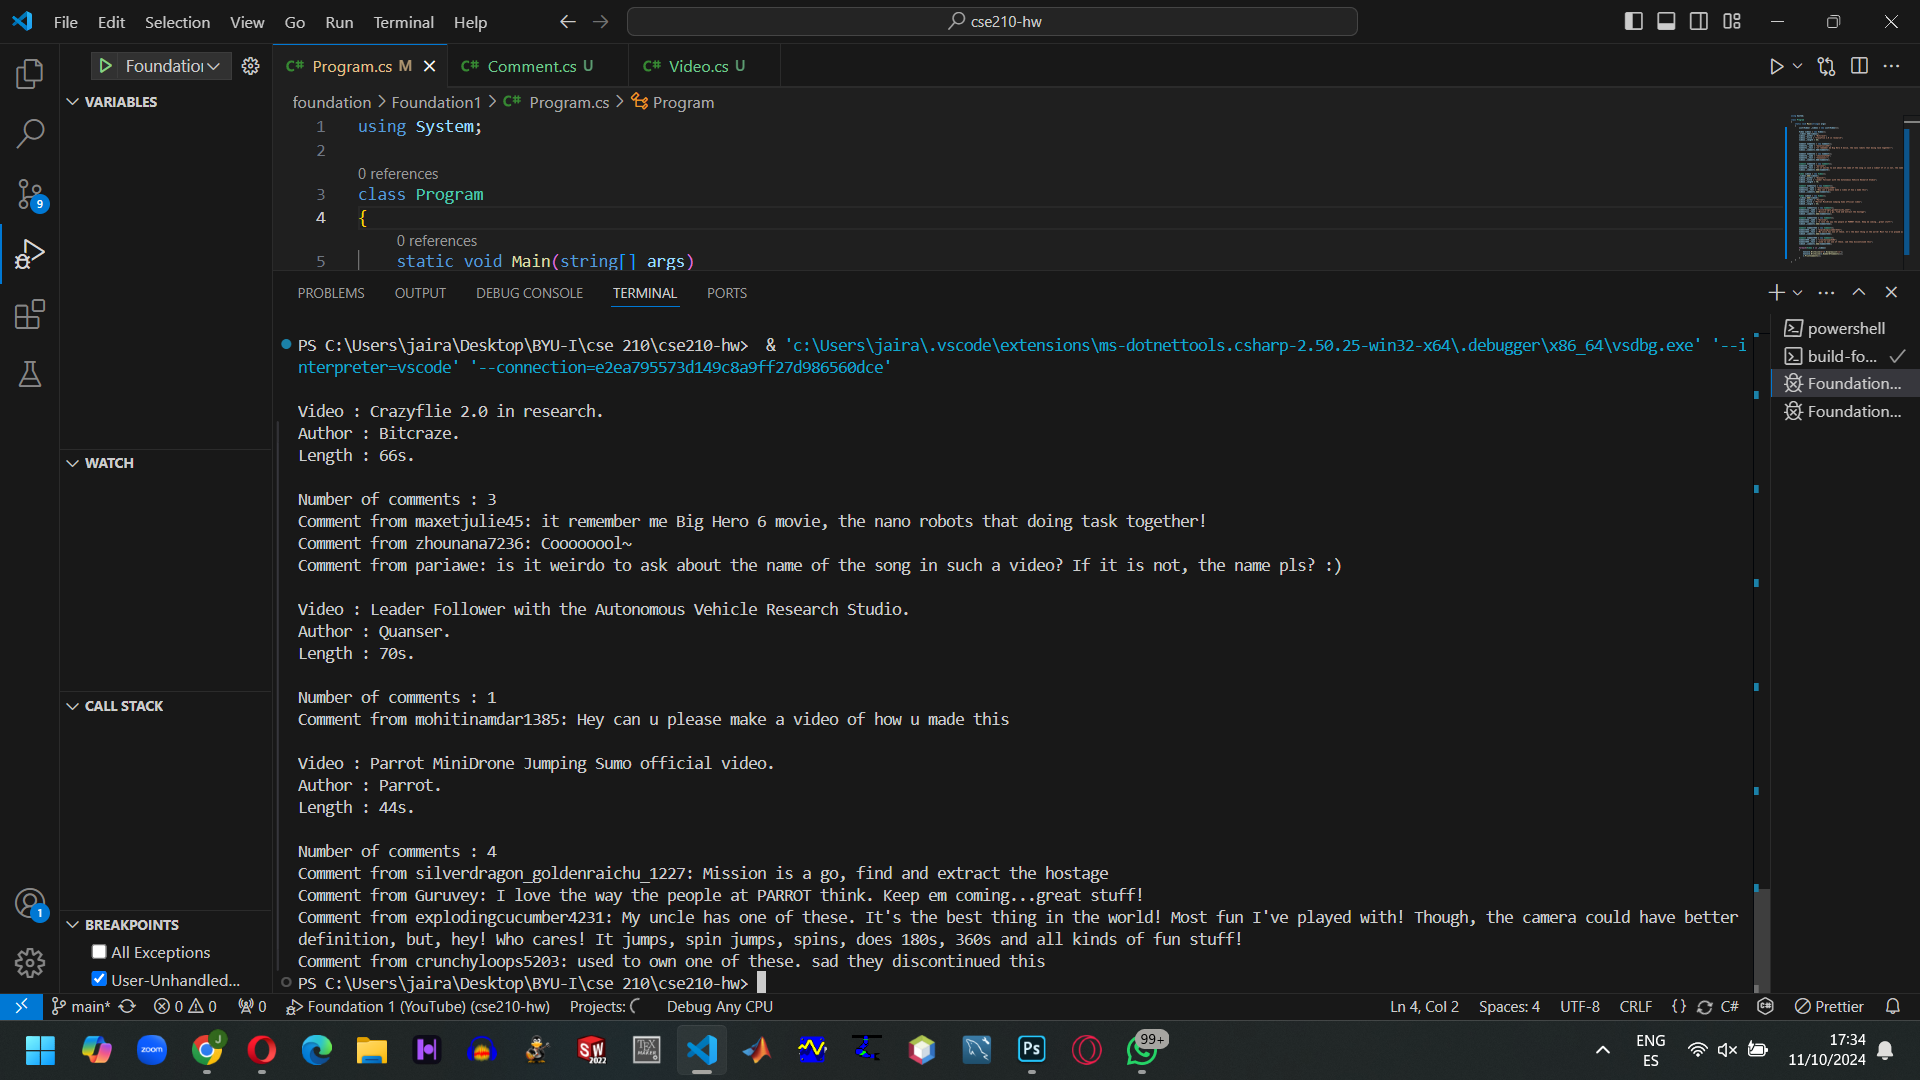 File Edit Selection View Go Run Terminal Help
cse210-hw
Foundation
Program.cs M
Comment.cs U
Video.cs U
VARIABLES
foundation > Foundation1 > C# Program.cs > Program
1 using System;
2
0 references
3 class Program
4 {
0 references
5 static void Main(string[] args)
PROBLEMS OUTPUT DEBUG CONSOLE TERMINAL PORTS
PS C:\Users\jaira\Desktop\BYU-I\cse 210\cse210-hw> & 'c:\Users\jaira\.vscode\extensions\ms-dotnettools.csharp-2.50.25-win32-x64\.debugger\x86_64\vsdbg.exe' '--i
nterpreter=vscode' '--connection=e2ea795573d149c8a9ff27d986560dce'
Video : Crazyflie 2.0 in research.
Author : Bitcraze.
Length : 66s.
Number of comments : 3
Comment from maxetjulie45: it remember me Big Hero 6 movie, the nano robots that doing task together!
Comment from zhounana7236: Coooooool~
Comment from pariawe: is it weirdo to ask about the name of the song in such a video? If it is not, the name pls? :)
Video : Leader Follower with the Autonomous Vehicle Research Studio.
Author : Quanser.
Length : 70s.
Number of comments : 1
Comment from mohitinamdar1385: Hey can u please make a video of how u made this
Video : Parrot MiniDrone Jumping Sumo official video.
Author : Parrot.
Length : 44s.
Number of comments : 4
Comment from silverdragon_goldenraichu_1227: Mission is a go, find and extract the hostage
Comment from Guruvey: I love the way the people at PARROT think. Keep em coming...great stuff!
Comment from explodingcucumber4231: My uncle has one of these. It's the best thing in the world! Most fun I've played with! Though, the camera could have better
definition, but, hey! Who cares! It jumps, spin jumps, spins, does 180s, 360s and all kinds of fun stuff!
Comment from crunchyloops5203: used to own one of these. sad they discontinued this
PS C:\Users\jaira\Desktop\BYU-I\cse 210\cse210-hw>
powershell
build-fo...
Foundation...
Foundation...
WATCH
CALL STACK
BREAKPOINTS
All Exceptions
User-Unhandled...
9
1
main* 0 0 0 Foundation 1 (YouTube) (cse210-hw) Projects: Debug Any CPU
Ln 4, Col 2 Spaces: 4 UTF-8 CRLF {} C# Prettier
zoom
J
SW
2022
TEX
MAKER
Ps
99+
ENG
ES
17:34
11/10/2024